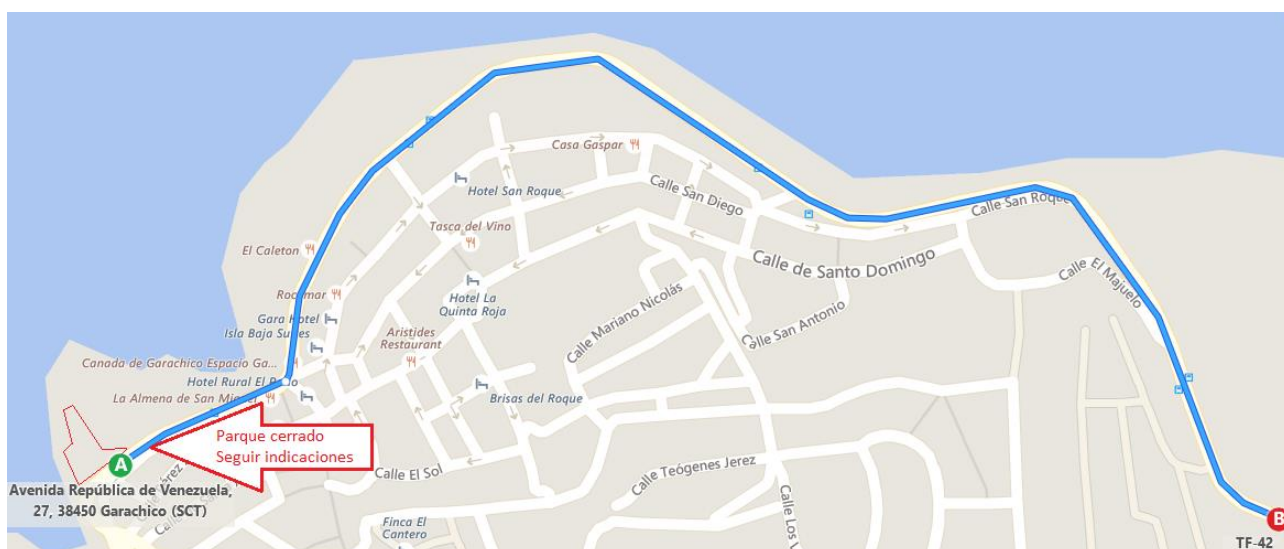 Casa Gaspar
Hotel San Roque
Calle San Diego
Calle San Roque
Tasca del Vino
El Caleton
Calle de Santo Domingo
Calle El Majuelo
Rocamar
Hotel La
Quinta Roja
Calle Mariano Nicolás
Gara Hotel
Isla Baja Suites
Calle San Antonio
Aristides
Restaurant
Canada de Garachico Espacio Ga...
Hotel Rural El
La Almena de San Miguel
Brisas del Roque
Parque cerrado
Seguir indicaciones
A
Calle El Sol
Calle Teógenes Jerez
Avenida República de Venezuela,
27, 38450 Garachico (SCT)
Finca El
Cantero
Calle Los
B
TF-42